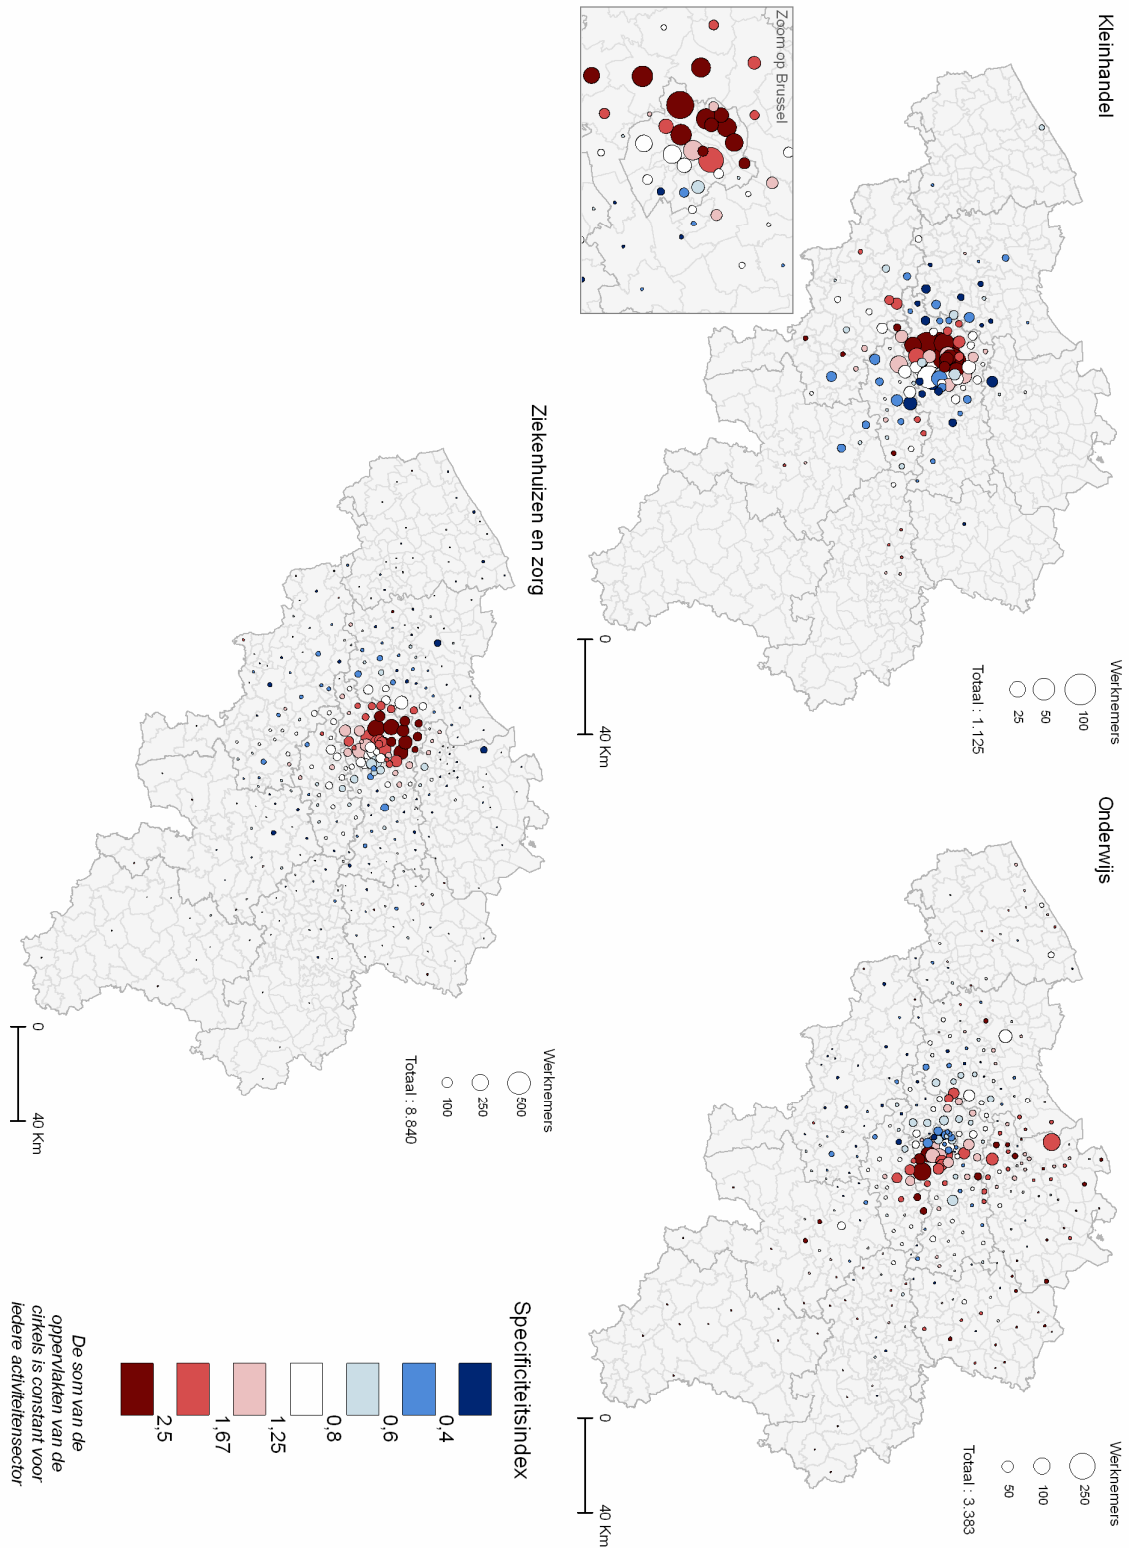 Kleinhandel
Zoom op Brussel
Werknemers
100
50
25
Totaal : 1.125
0
40 Km
Onderwijs
Werknemers
250
100
50
Totaal : 3.383
0
40 Km
Ziekenhuizen en zorg
Werknemers
500
250
100
Totaal : 8.840
0
40 Km
Specificiteitsindex
0,4
0,6
0,8
1,25
1,67
2,5
De som van de
oppervlakten van de
cirkels is constant voor
iedere activiteitensector